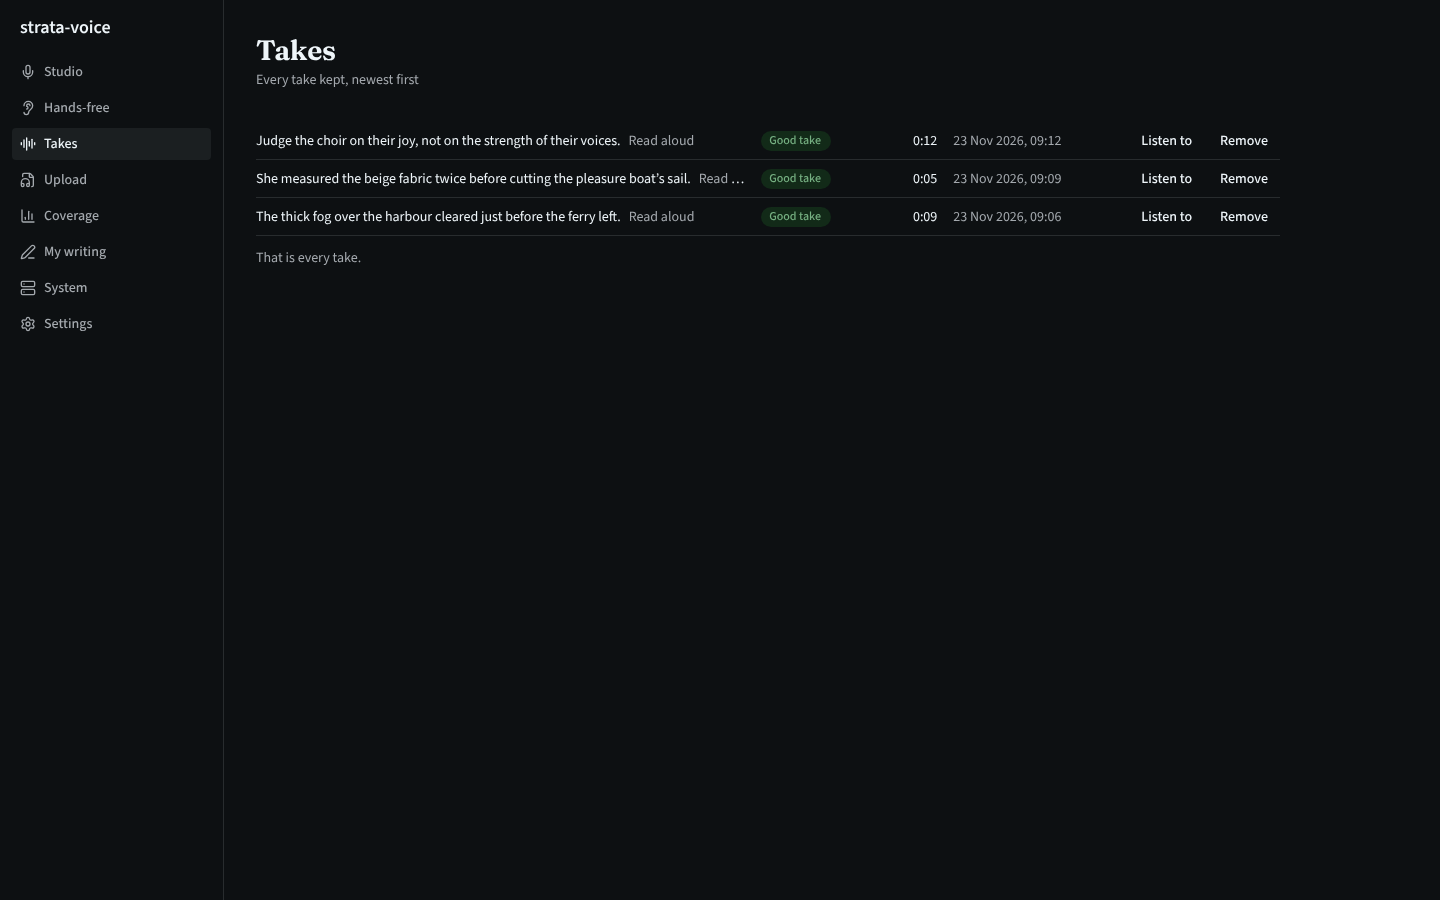 strata-voice
Studio
Hands-free
Takes
Upload
Coverage
My writing
System
Settings
Takes
Every take kept, newest first
Judge the choir on their joy, not on the strength of their voices. Read aloud Good take 0:12 23 Nov 2026, 09:12 Listen to Remove
She measured the beige fabric twice before cutting the pleasure boat’s sail. Read … Good take 0:05 23 Nov 2026, 09:09 Listen to Remove
The thick fog over the harbour cleared just before the ferry left. Read aloud Good take 0:09 23 Nov 2026, 09:06 Listen to Remove
That is every take.